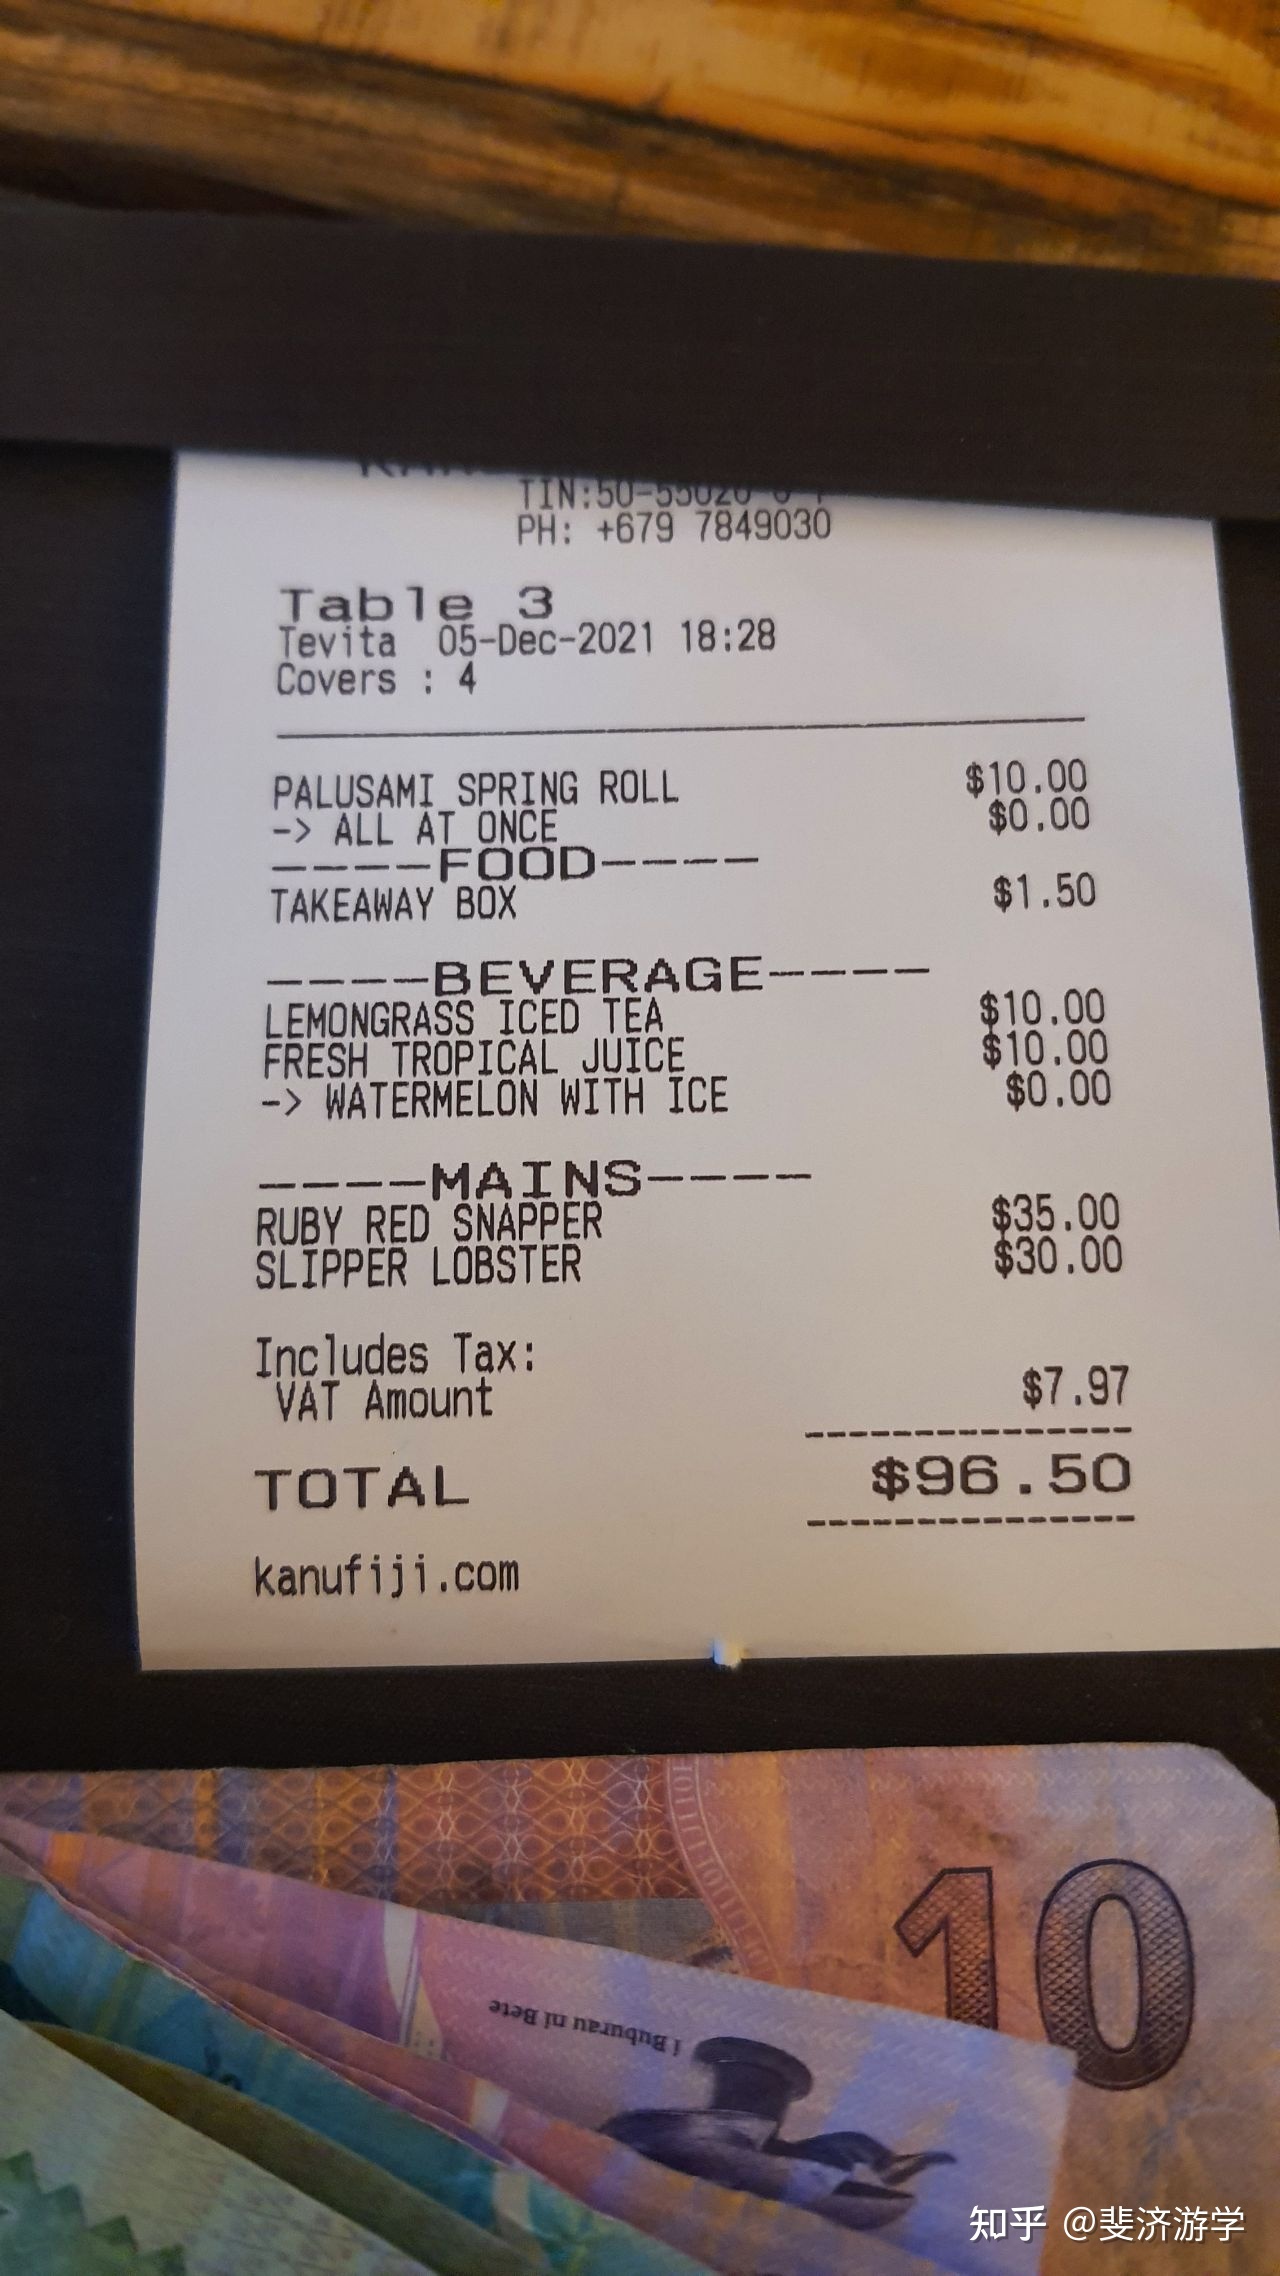 PH: +679 7849030
Table 3
Tevita 05-Dec-2021 18:28
Covers : 4
PALUSAMI SPRING ROLL $10.00
-> ALL AT ONCE $0.00
----FOOD----
TAKEAWAY BOX $1.50
----BEVERAGE----
LEMONGRASS ICED TEA $10.00
FRESH TROPICAL JUICE $10.00
-> WATERMELON WITH ICE $0.00
----MAINS----
RUBY RED SNAPPER $35.00
SLIPPER LOBSTER $30.00
Includes Tax:
VAT Amount $7.97
TOTAL $96.50
kanufiji.com
10
i Buburau ni Bete
知乎 @斐济游学